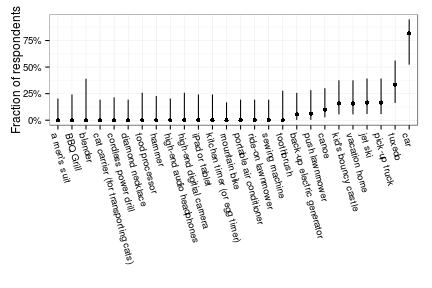 Fraction of respondents
75%
50%
25%
0%
a men's suit
BBQ Grill
blender
cat carrier (for transporting cats)
cordless power drill
diamond necklace
food processor
hammer
high-end audio headphones
high-end digital camera
ipad or tablet
kitchen timer (or egg timer)
mountain bike
portable air conditioner
ride-on lawnmower
sewing machine
toothbrush
back-up electric generator
push lawnmower
canoe
kid's bouncy castle
vacation home
jet ski
pick-up truck
tuxedo
car